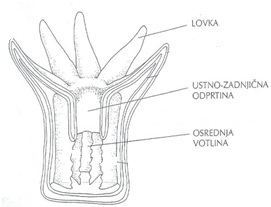 LOVKA
USTNO-ZADNJIČNA
ODPRTINA
OSREDNJA
VOTLINA